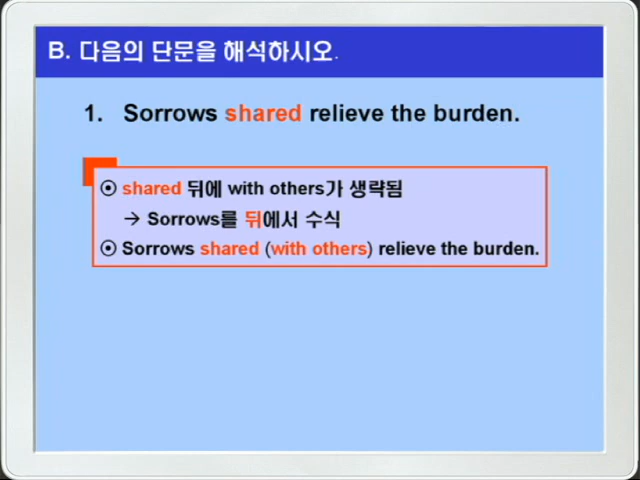 B. 다음의 단문을 해석하시오.
1. Sorrows shared relieve the burden.
⊙ shared 뒤에 with others가 생략됨
→ Sorrows를 뒤에서 수식
⊙ Sorrows shared (with others) relieve the burden.